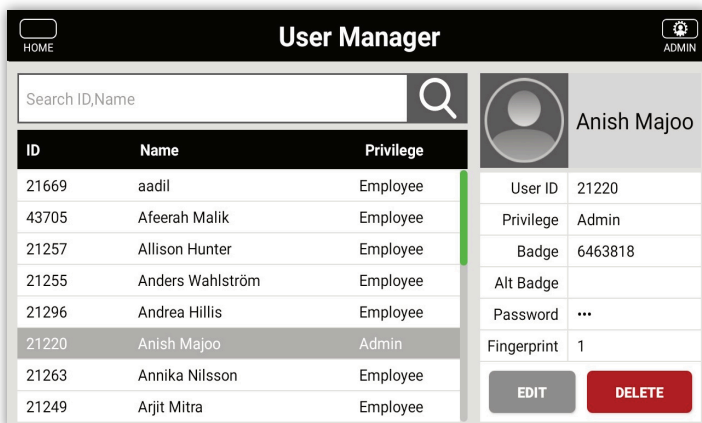 HOME
User Manager
ADMIN
Search ID,Name
ID Name Privilege
21669 aadil Employee
43705 Afeerah Malik Employee
21257 Allison Hunter Employee
21255 Anders Wahlström Employee
21296 Andrea Hillis Employee
21220 Anish Majoo Admin
21263 Annika Nilsson Employee
21249 Arjit Mitra Employee
Anish Majoo
User ID 21220
Privilege Admin
Badge 6463818
Alt Badge
Password •••
Fingerprint 1
EDIT DELETE